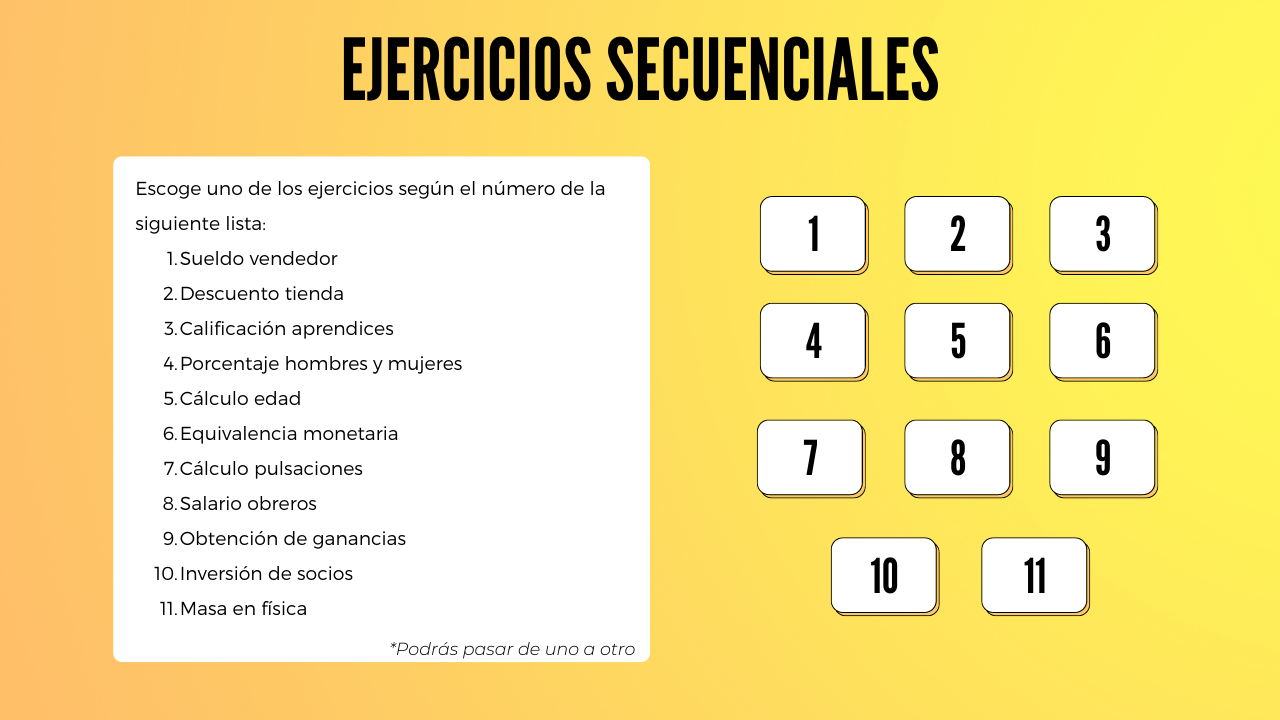 EJERCICIOS SECUENCIALES
Escoge uno de los ejercicios según el número de la
siguiente lista:
1. Sueldo vendedor
2. Descuento tienda
3. Calificación aprendices
4. Porcentaje hombres y mujeres
5. Cálculo edad
6. Equivalencia monetaria
7. Cálculo pulsaciones
8. Salario obreros
9. Obtención de ganancias
10. Inversión de socios
11. Masa en física
*Podrás pasar de uno a otro
1 2 3
4 5 6
7 8 9
10 11